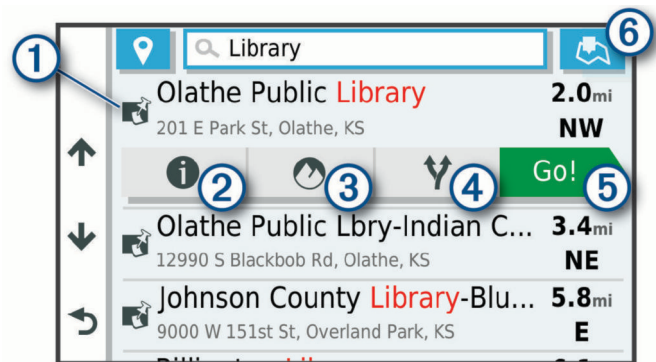 6
Library
1
Olathe Public Library
2.0mi
201 E Park St, Olathe, KS
NW
2
3
4
Go!
5
Olathe Public Lbry-Indian C...
3.4mi
12990 S Blackbob Rd, Olathe, KS
NE
Johnson County Library-Blu...
5.8mi
9000 W 151st St, Overland Park, KS
E